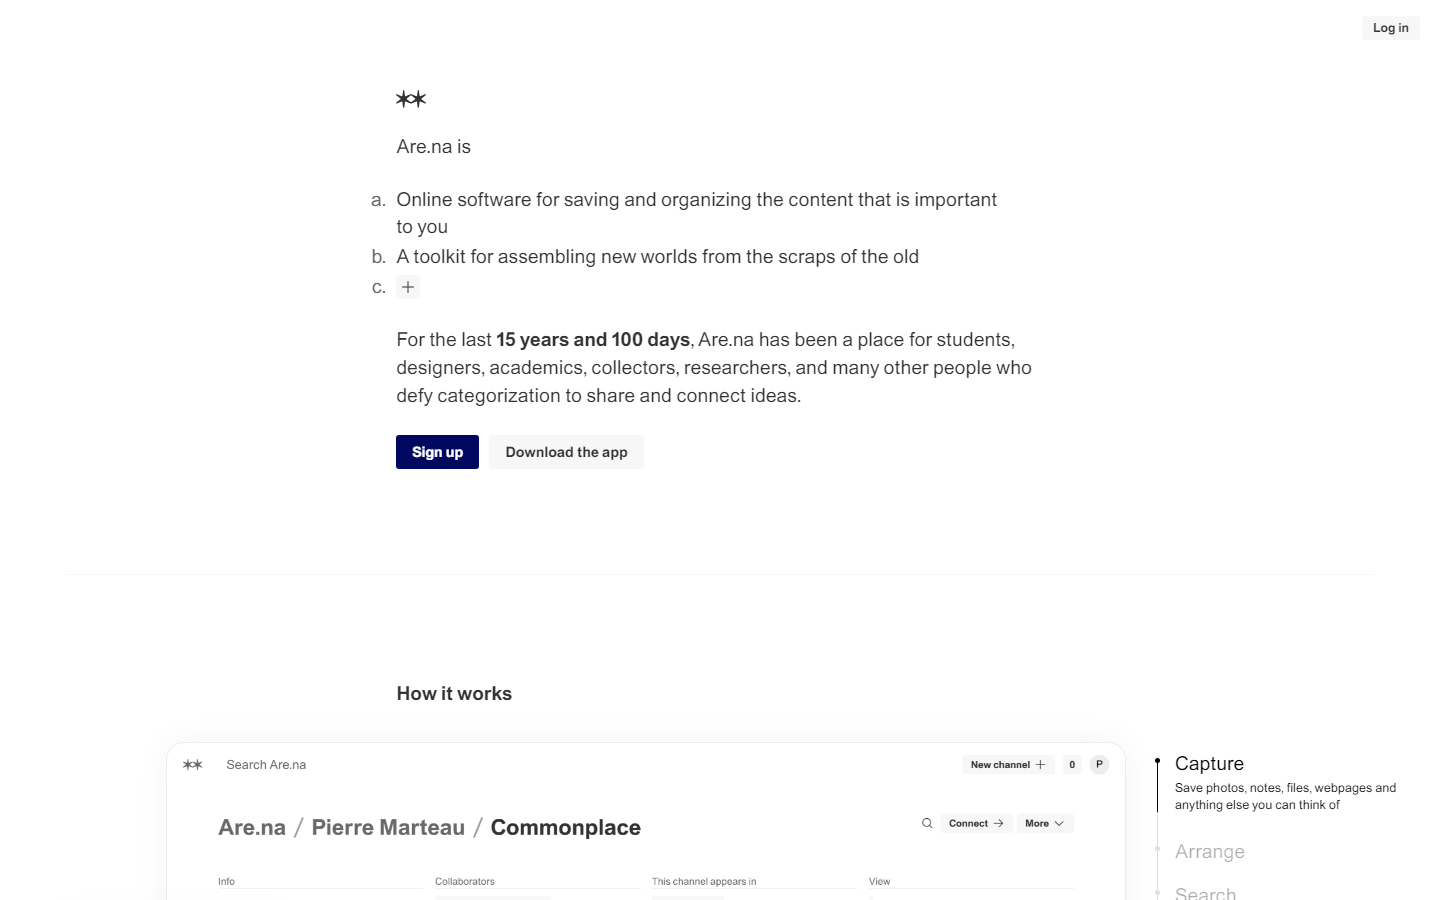 Log in
Are.na is
a. Online software for saving and organizing the content that is important
to you
b. A toolkit for assembling new worlds from the scraps of the old
c. +
For the last 15 years and 100 days, Are.na has been a place for students,
designers, academics, collectors, researchers, and many other people who
defy categorization to share and connect ideas.
Sign up
Download the app
How it works
Search Are.na
New channel +
0
P
Are.na / Pierre Marteau / Commonplace
Connect →
More
Info
Collaborators
This channel appears in
View
Capture
Save photos, notes, files, webpages and
anything else you can think of
Arrange
Search